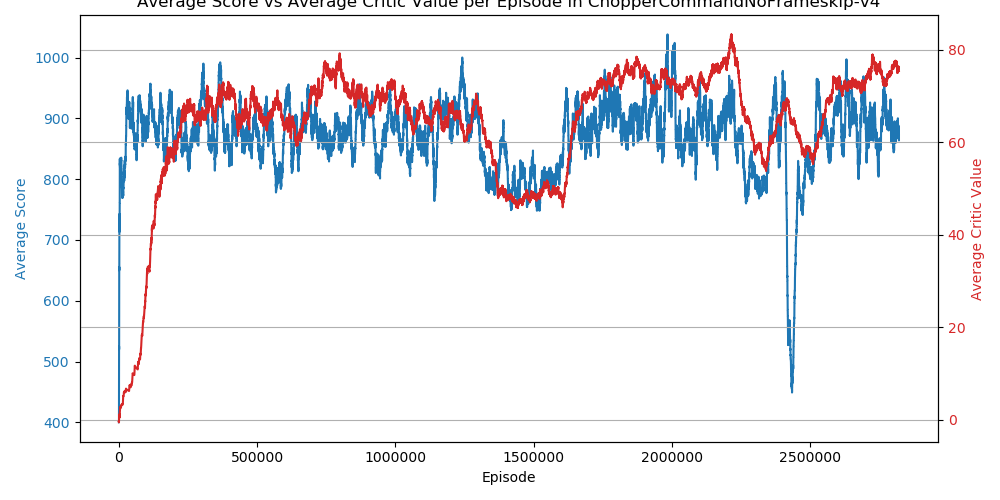 Average Score vs Average Critic Value per Episode in ChopperCommandNoFrameskip-v4
1000
900
800
700
600
500
400
Average Score
80
60
40
20
0
Average Critic Value
0 500000 1000000 1500000 2000000 2500000
Episode